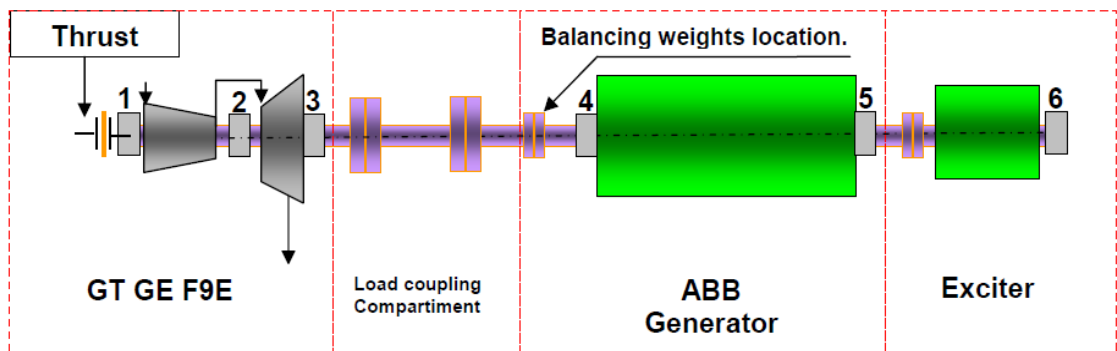 Thrust
Balancing weights location.
1
2
3
4
5
6
GT GE F9E
Load coupling
Compartiment
ABB
Generator
Exciter